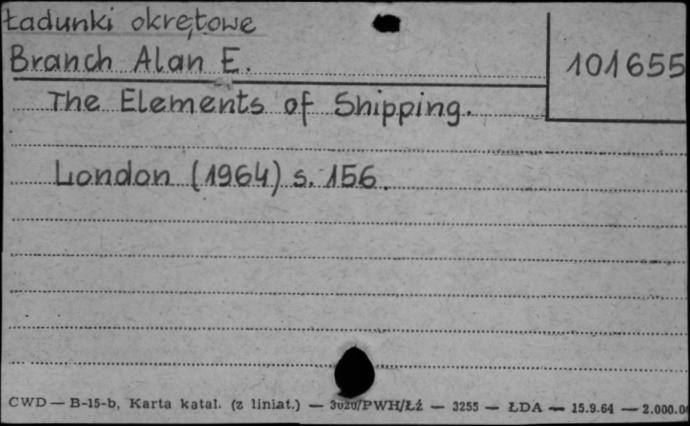 Ładunki okrętowe
Branch Alan E.
101655
The Elements of Shipping.
London (1964) s. 156.
CWD — B-15-b, Karta katal. (z liniat.) — 3020/PWH/Łź — 3255 — ŁDA — 15.9.64 — 2.000.0